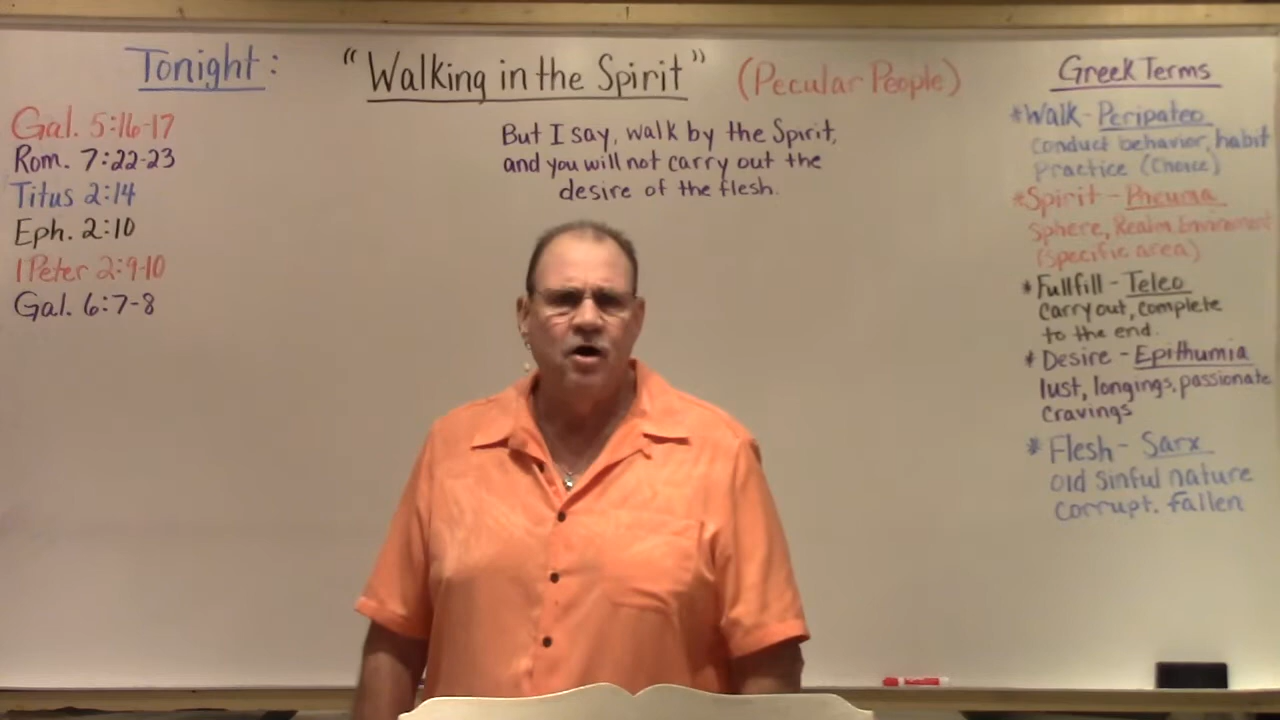 Tonight: "Walking in the Spirit" (Pecular People)
But I say, walk by the Spirit,
and you will not carry out the
desire of the flesh.
Gal. 5:16-17
Rom. 7:22-23
Titus 2:14
Eph. 2:10
1 Peter 2:9-10
Gal. 6:7-8
Greek Terms
*Walk - Peripateo
conduct behavior, habit
practice (Choice)
*Spirit - Pneuma
Sphere, Realm, Environment
(specific area)
*Fullfill - Teleo
carry out, complete
to the end.
*Desire - Epithumia
lust, longings, passionate
cravings
*Flesh - Sarx
old sinful nature
corrupt. fallen